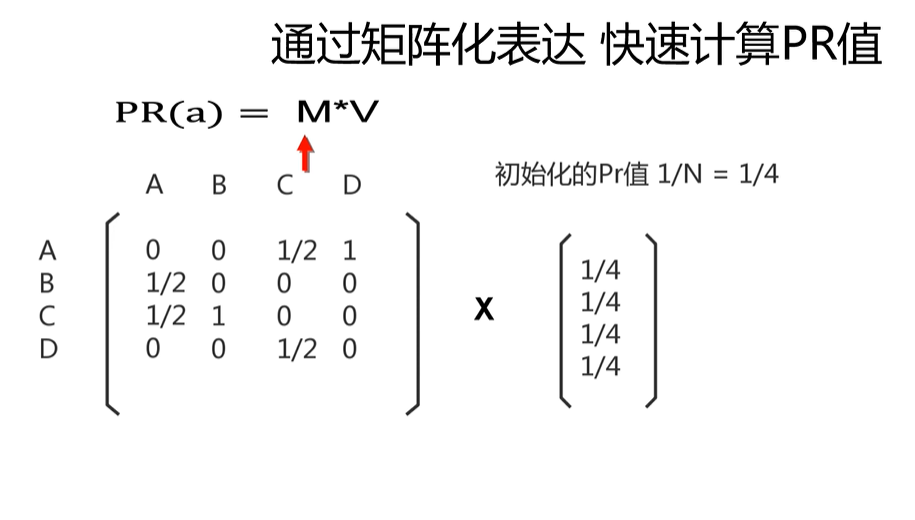 通过矩阵化表达 快速计算PR值
PR(a) = M*V
初始化的Pr值 1/N = 1/4
A B C D
A 0 0 1/2 1
B 1/2 0 0 0
C 1/2 1 0 0
D 0 0 1/2 0
X
1/4
1/4
1/4
1/4